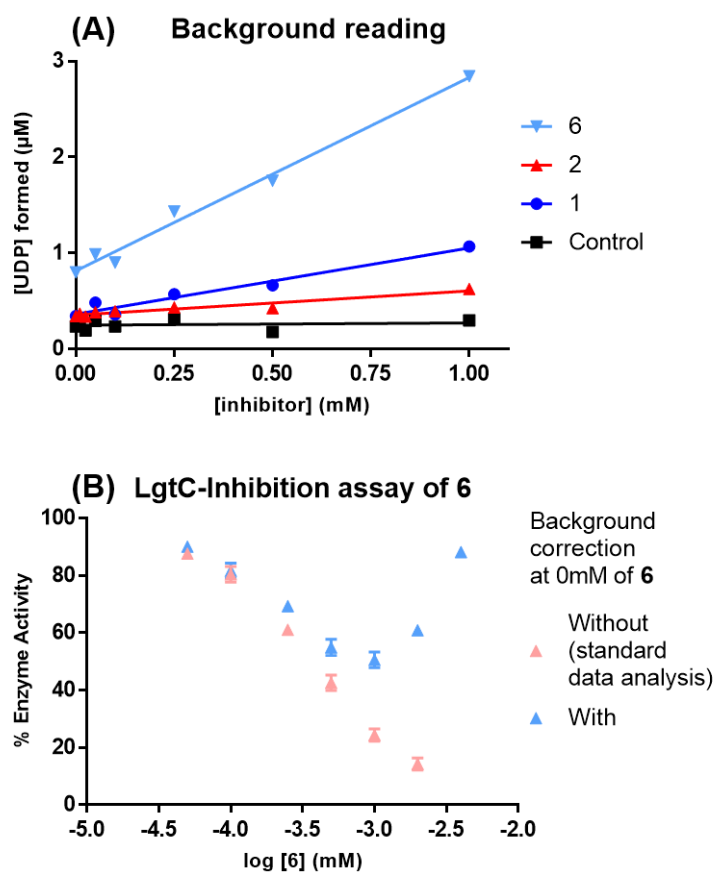 (A) Background reading
3
2
1
0
[UDP] formed (µM)
0.00 0.25 0.50 0.75 1.00
[inhibitor] (mM)
6
2
1
Control
(B) LgtC-Inhibition assay of 6
100
80
60
40
20
0
% Enzyme Activity
-5.0 -4.5 -4.0 -3.5 -3.0 -2.5 -2.0
log [6] (mM)
Background
correction
at 0mM of 6
Without
(standard
data analysis)
With